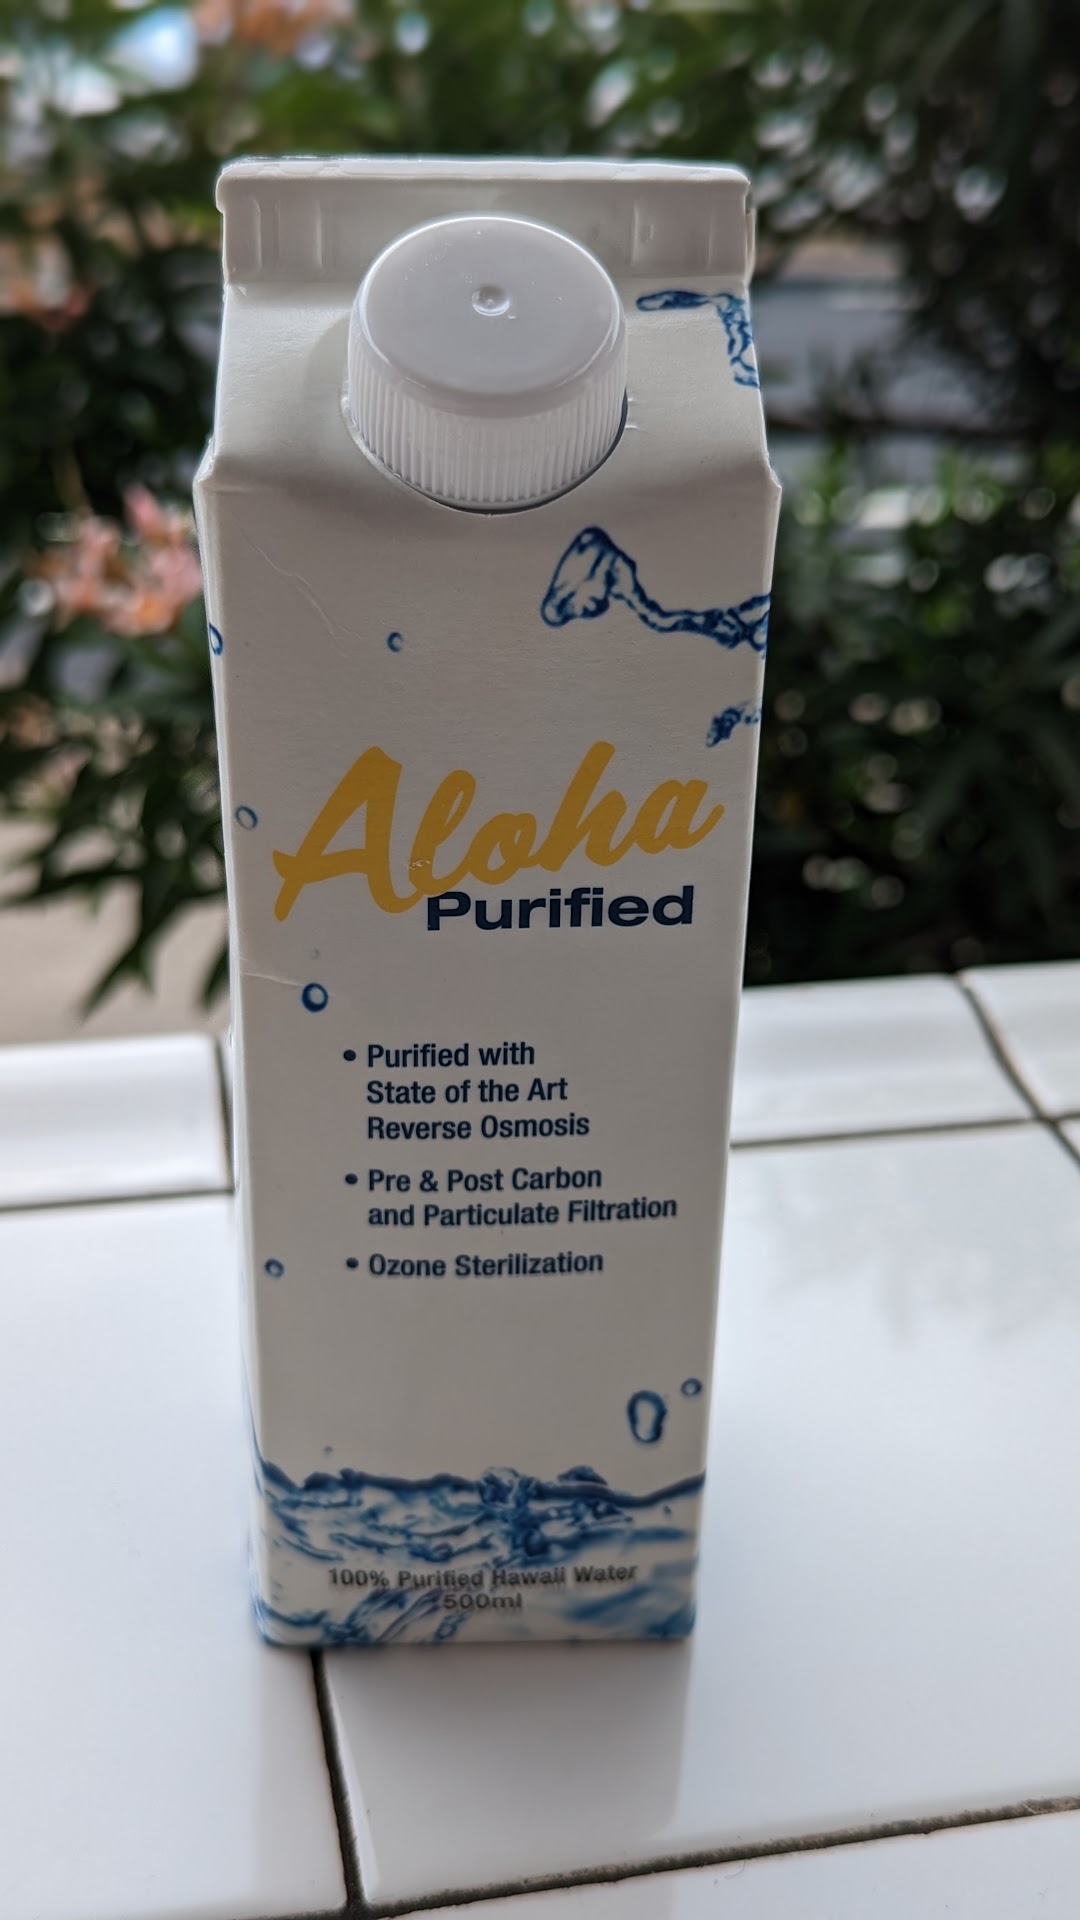 Aloha
Purified
• Purified with
State of the Art
Reverse Osmosis
• Pre & Post Carbon
and Particulate Filtration
• Ozone Sterilization
100% Purified Hawaii Water
500ml